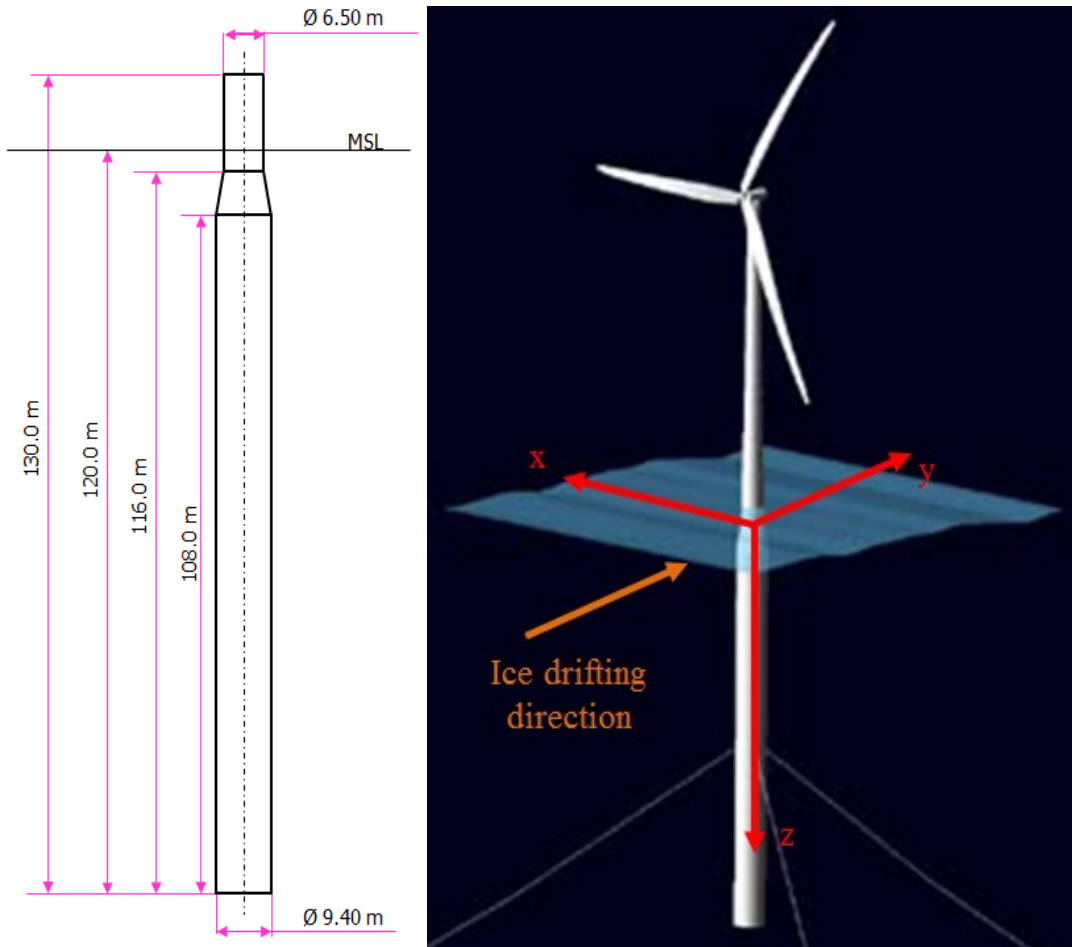 Ø 6.50 m
MSL
130.0 m
120.0 m
116.0 m
108.0 m
Ø 9.40 m
x
y
Ice drifting
direction
z